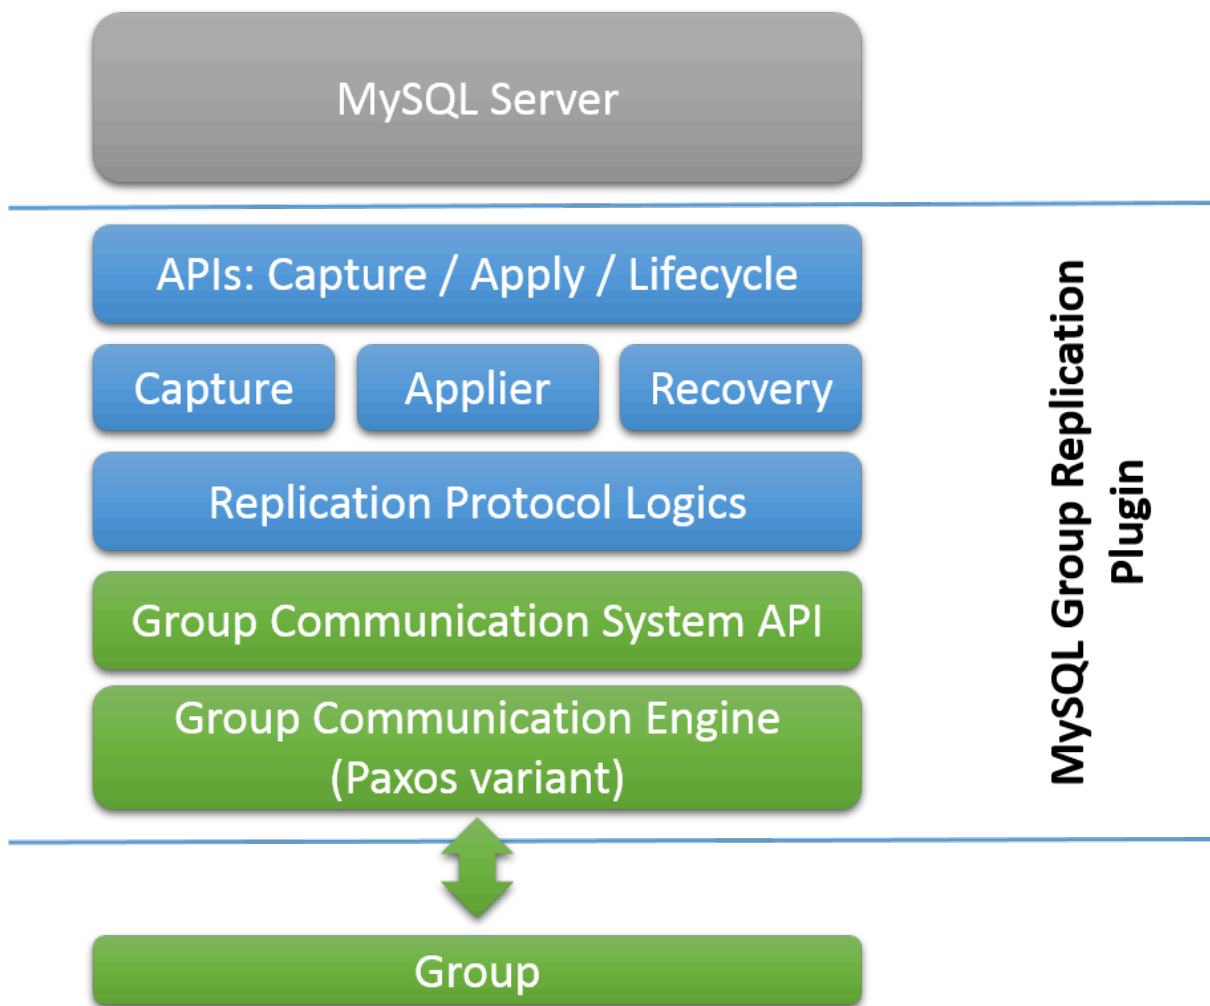 MySQL Server
APIs: Capture / Apply / Lifecycle
Capture
Applier
Recovery
Replication Protocol Logics
Group Communication System API
Group Communication Engine
(Paxos variant)
Group
MySQL Group Replication
Plugin